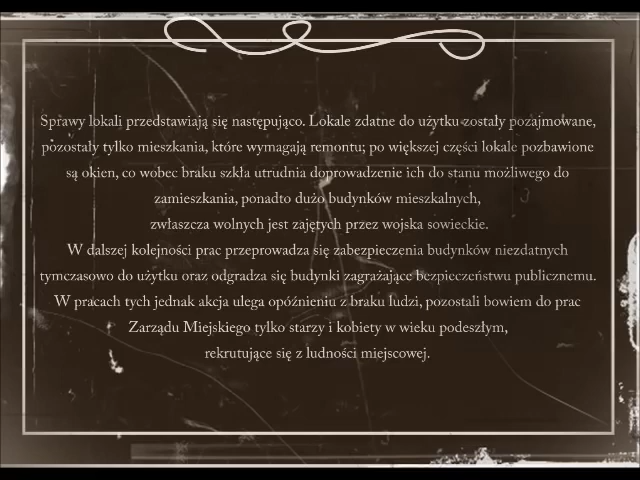 Sprawy lokali przedstawiają się następująco. Lokale zdatne do użytku zostały pozajmowane,
pozostały tylko mieszkania, które wymagają remontu; po większej części lokale pozbawione
są okien, co wobec braku szkła utrudnia doprowadzenie ich do stanu możliwego do
zamieszkania, ponadto dużo budynków mieszkalnych,
zwłaszcza wolnych jest zajętych przez wojska sowieckie.
W dalszej kolejności prac przeprowadza się zabezpieczenia budynków niezdatnych
tymczasowo do użytku oraz odgradza się budynki zagrażające bezpieczeństwu publicznemu.
W pracach tych jednak akcja ulega opóźnieniu z braku ludzi, pozostali bowiem do prac
Zarządu Miejskiego tylko starzy i kobiety w wieku podeszłym,
rekrutujące się z ludności miejscowej.